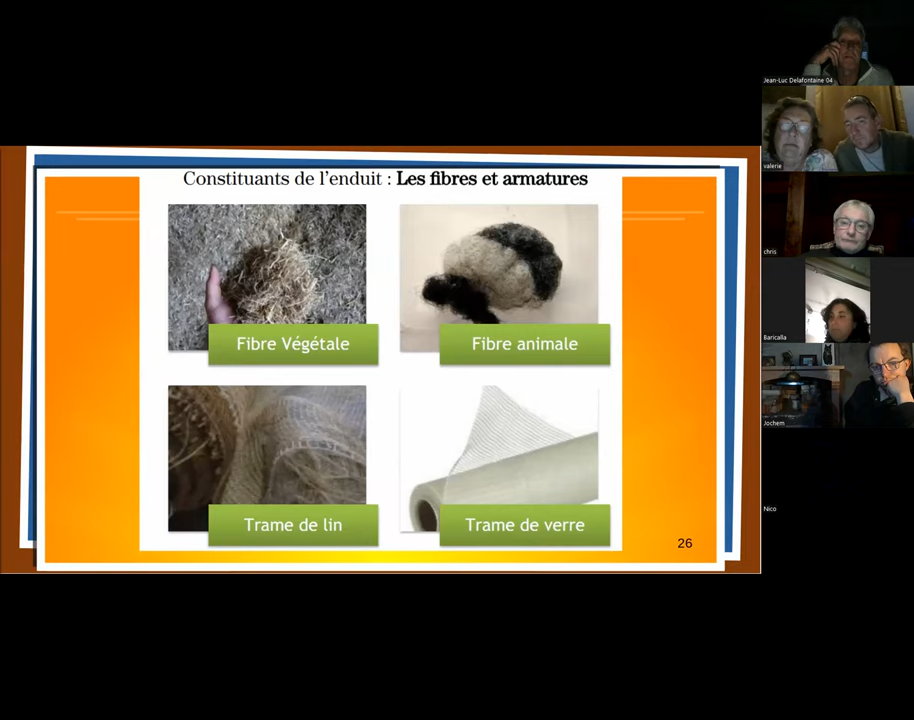 Constituants de l'enduit : Les fibres et armatures
Fibre Végétale
Fibre animale
Trame de lin
Trame de verre
26
Jean-Luc Delafontaine 04
valerie
chris
Baricalla
Jochem
Nico